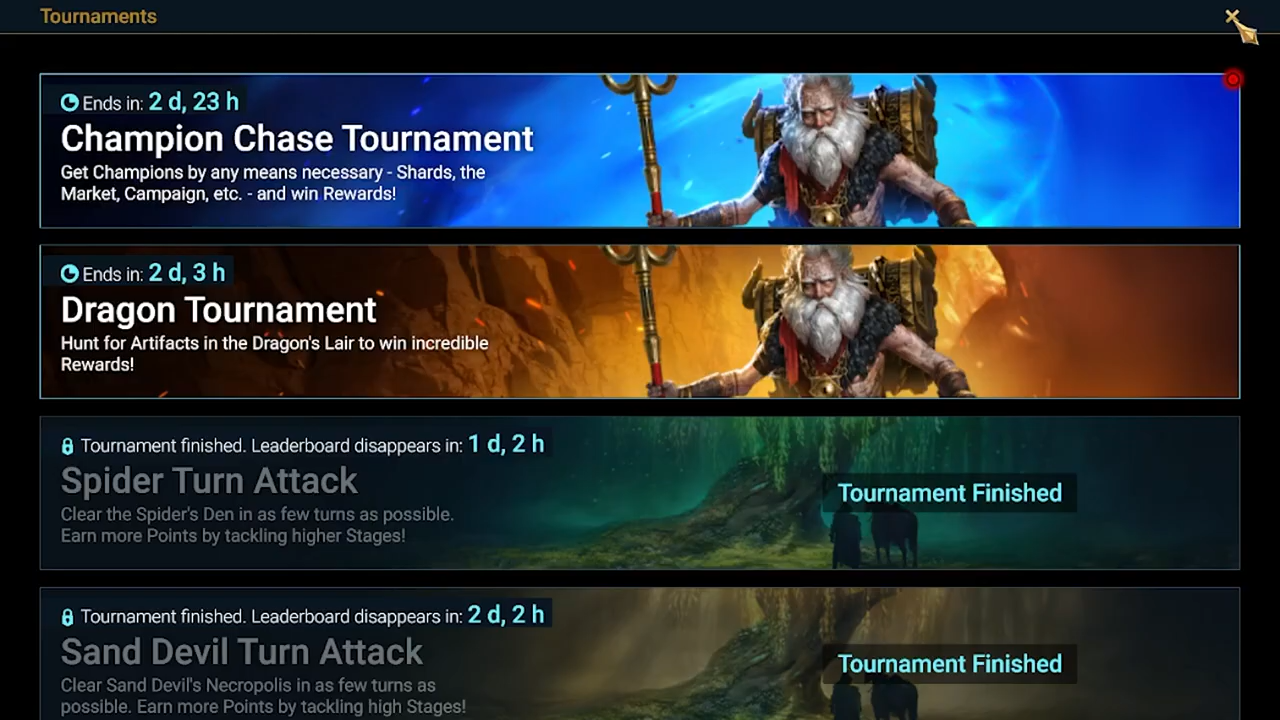 Tournaments
Ends in: 2 d, 23 h
Champion Chase Tournament
Get Champions by any means necessary - Shards, the
Market, Campaign, etc. - and win Rewards!
Ends in: 2 d, 3 h
Dragon Tournament
Hunt for Artifacts in the Dragon's Lair to win incredible
Rewards!
Tournament finished. Leaderboard disappears in: 1 d, 2 h
Spider Turn Attack
Clear the Spider's Den in as few turns as possible.
Earn more Points by tackling higher Stages!
Tournament Finished
Tournament finished. Leaderboard disappears in: 2 d, 2 h
Sand Devil Turn Attack
Clear Sand Devil's Necropolis in as few turns as
possible. Earn more Points by tackling high Stages!
Tournament Finished